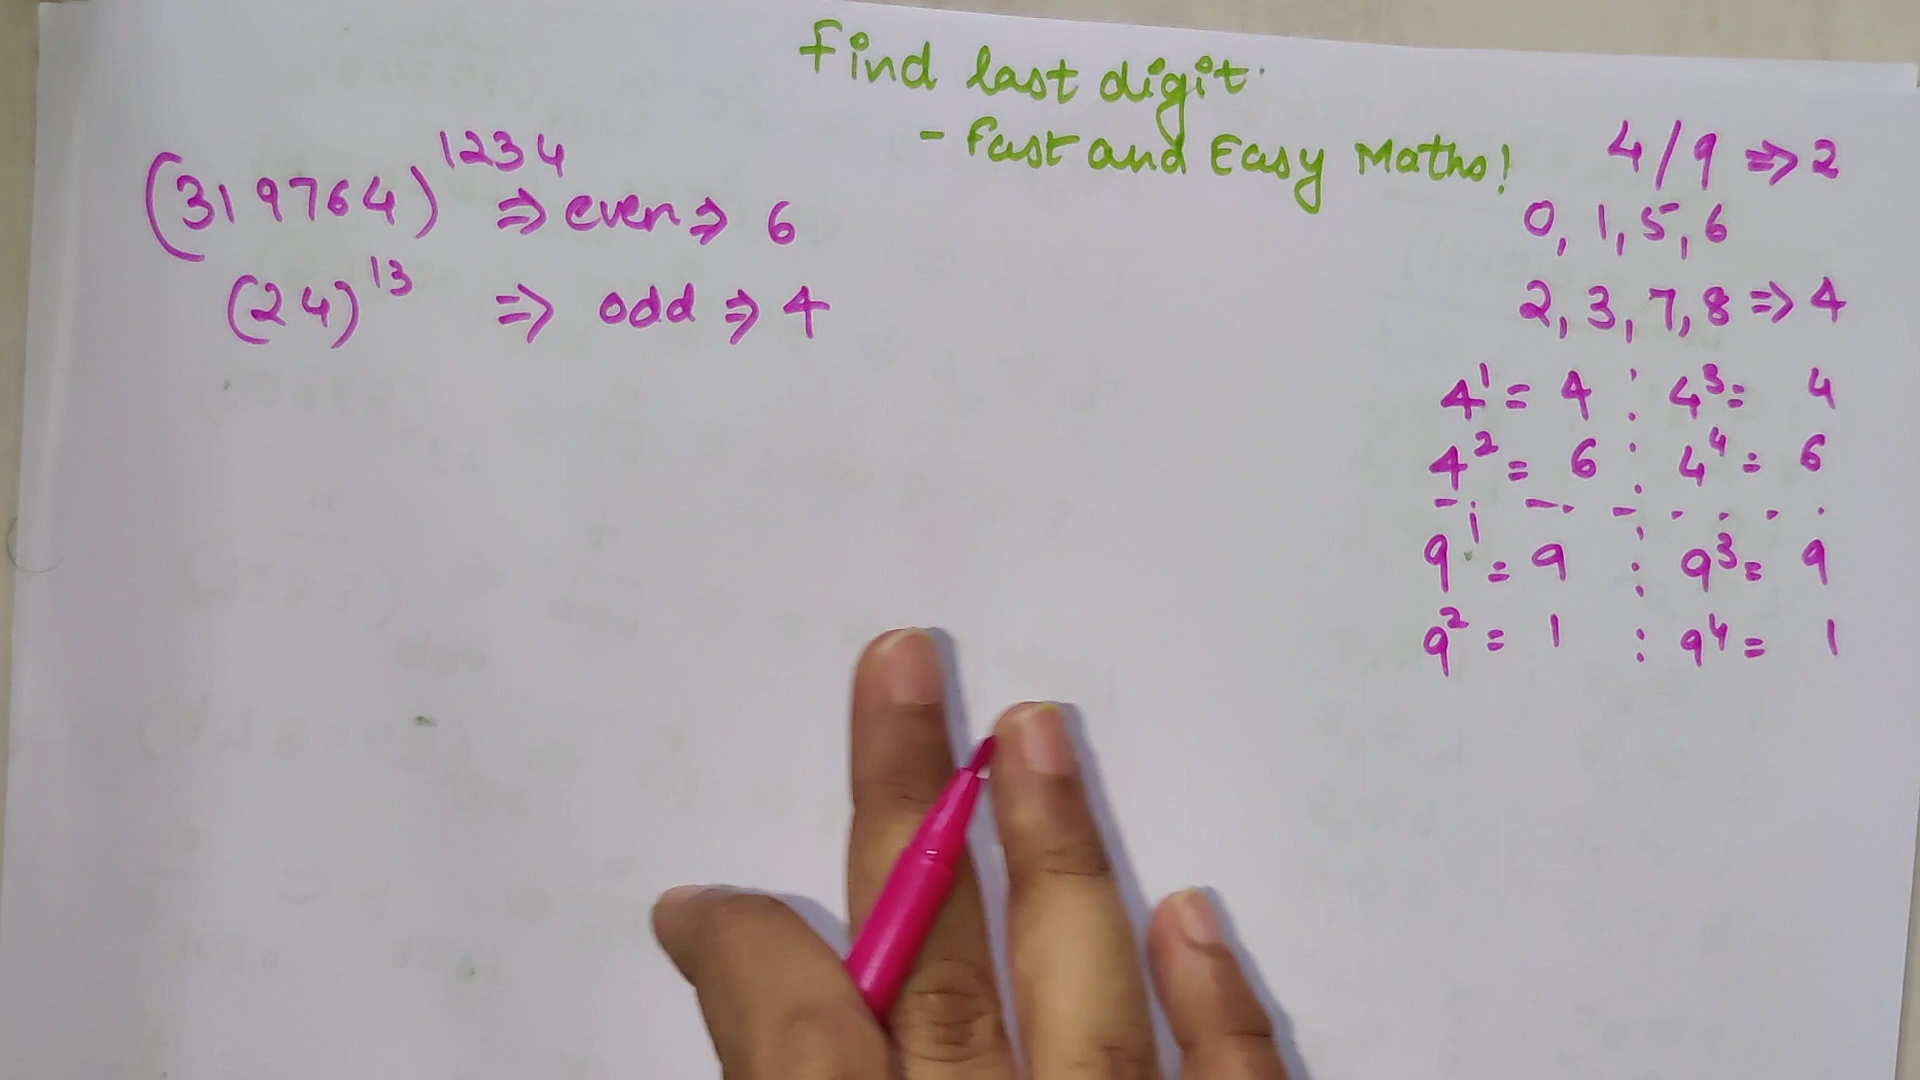 Find last digit.
- Fast and Easy Maths!
(319764)^1234 ⇒ even ⇒ 6
(24)^13 ⇒ odd ⇒ 4
4/9 ⇒ 2
0, 1, 5, 6
2, 3, 7, 8 ⇒ 4
4^1 = 4 : 4^3 = 4
4^2 = 6 : 4^4 = 6
9^1 = 9 : 9^3 = 9
9^2 = 1 : 9^4 = 1